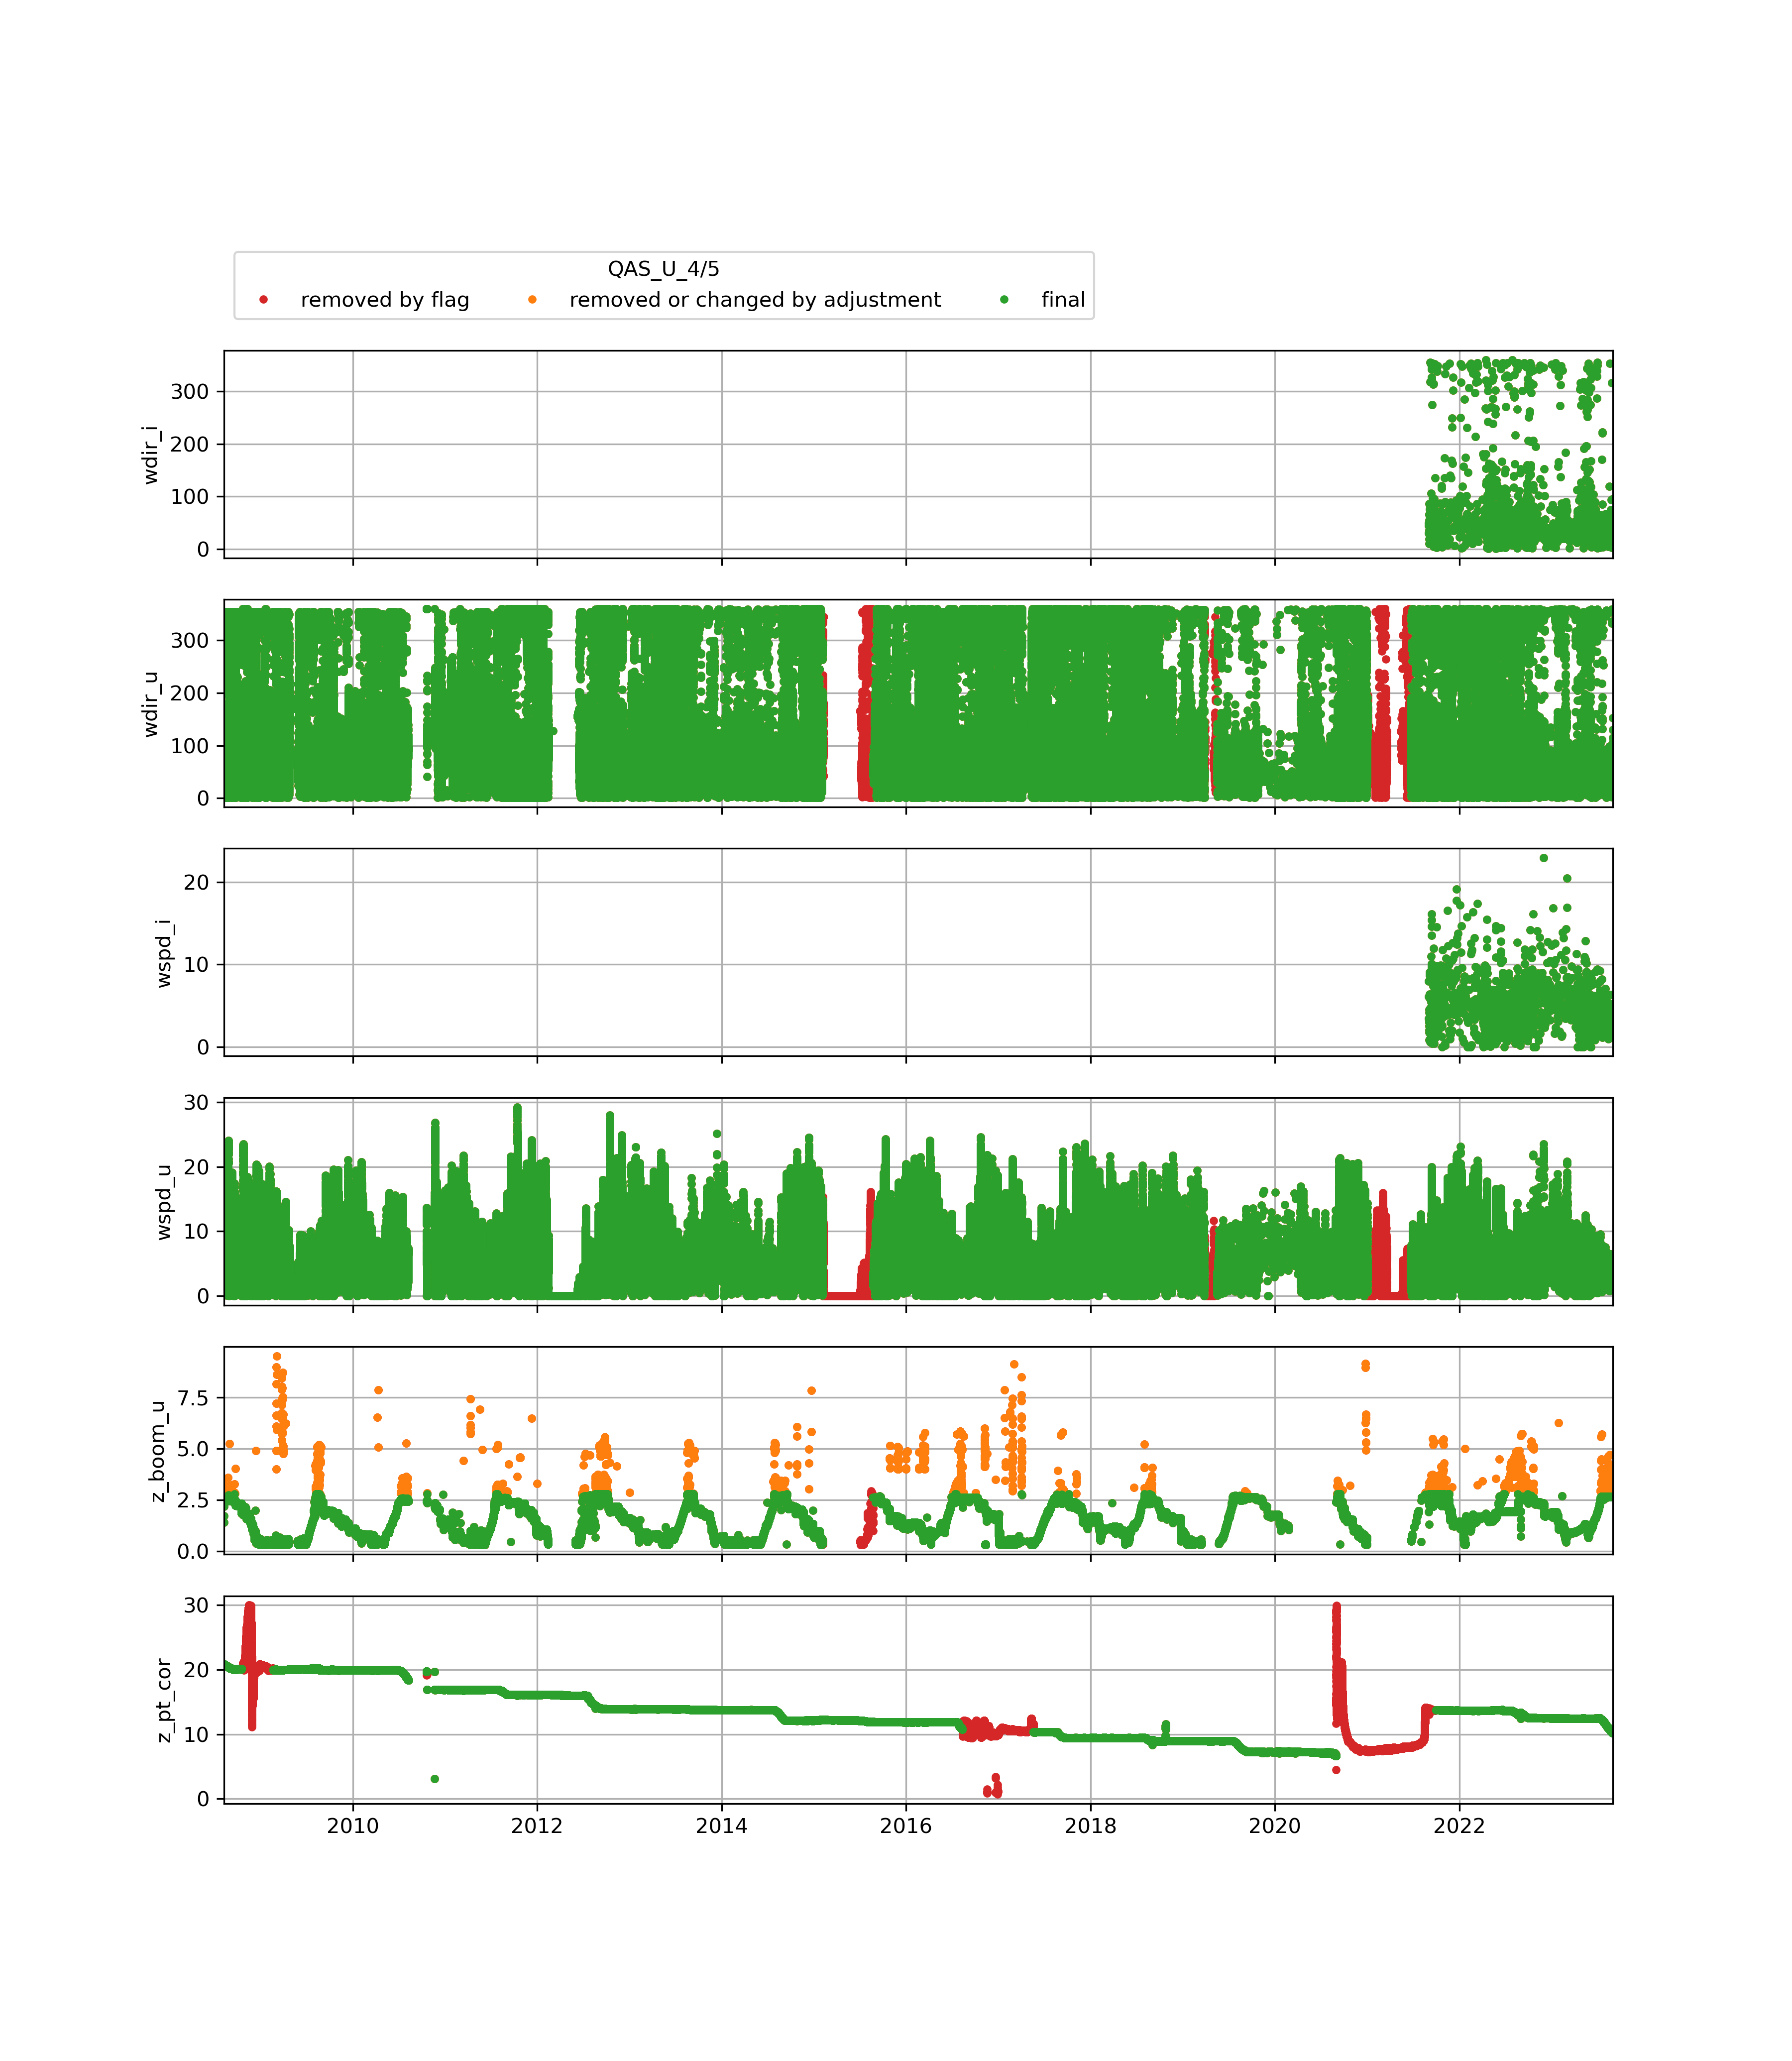 QAS_U_4/5
removed by flag removed or changed by adjustment final
300
200
100
0
wdir_i
300
200
100
0
wdir_u
20
10
0
wspd_i
30
20
10
0
wspd_u
7.5
5.0
2.5
0.0
z_boom_u
30
20
10
0
z_pt_cor
2010 2012 2014 2016 2018 2020 2022